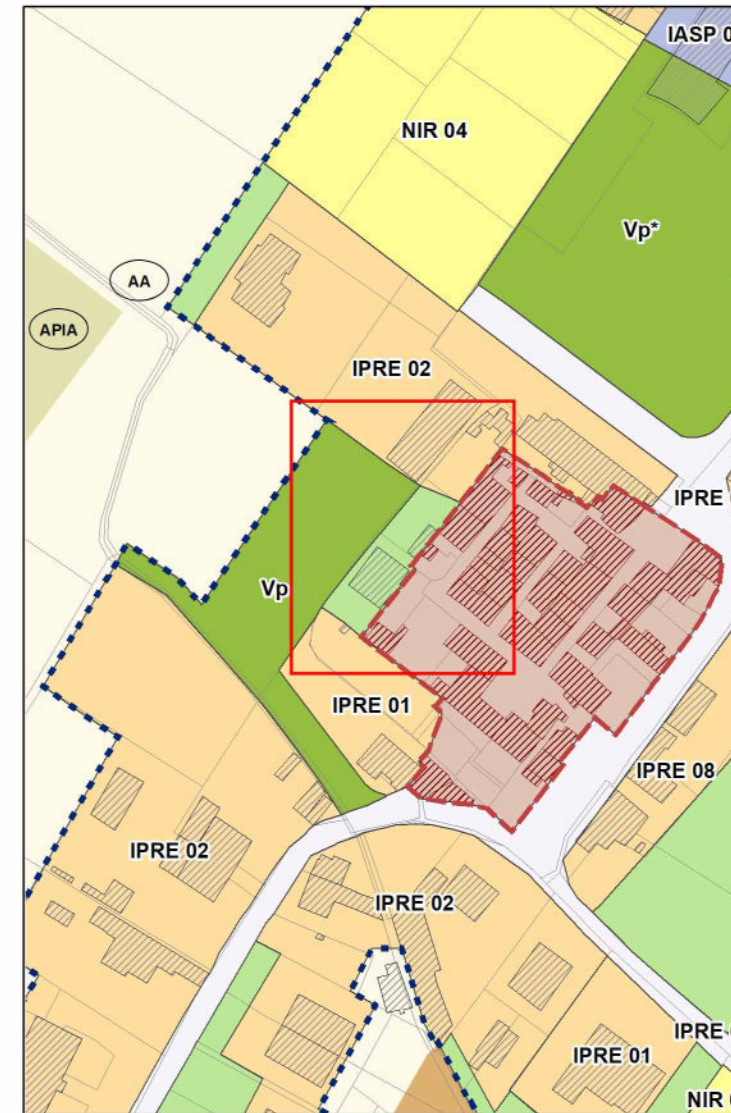 IASP 0
NIR 04
Vp*
AA
APIA
IPRE 02
IPRE
Vp
IPRE 01
IPRE 08
IPRE 02
IPRE 02
IPRE
IPRE 01
NIR